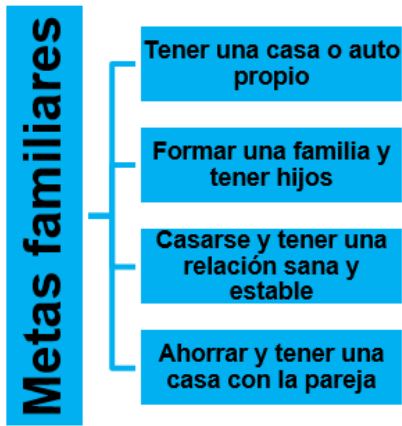 Metas familiares
Tener una casa o auto
propio
Formar una familia y
tener hijos
Casarse y tener una
relación sana y
estable
Ahorrar y tener una
casa con la pareja